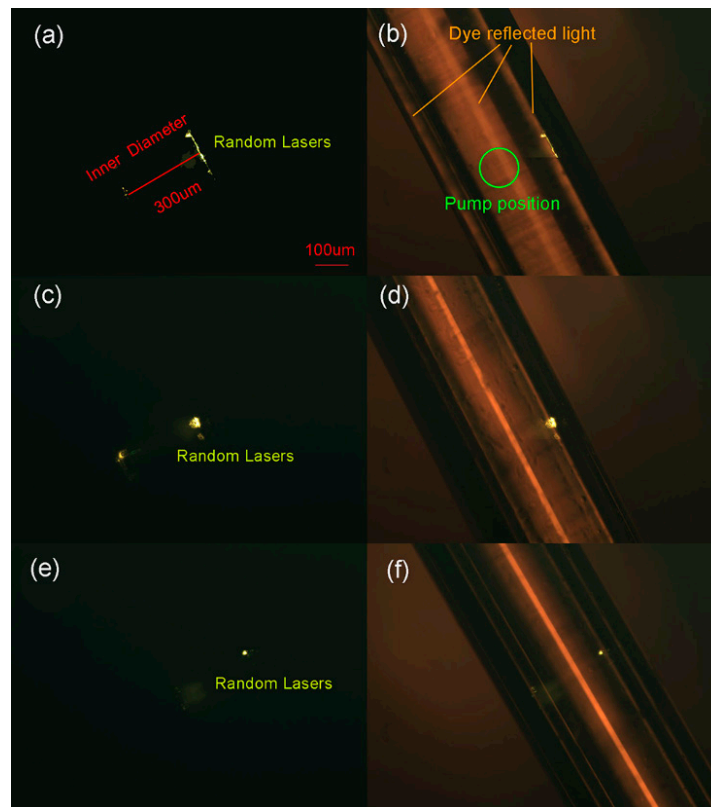 (a)
Inner Diameter
300um
Random Lasers
100um
(b)
Dye reflected light
Pump position
(c)
Random Lasers
(d)
(e)
Random Lasers
(f)